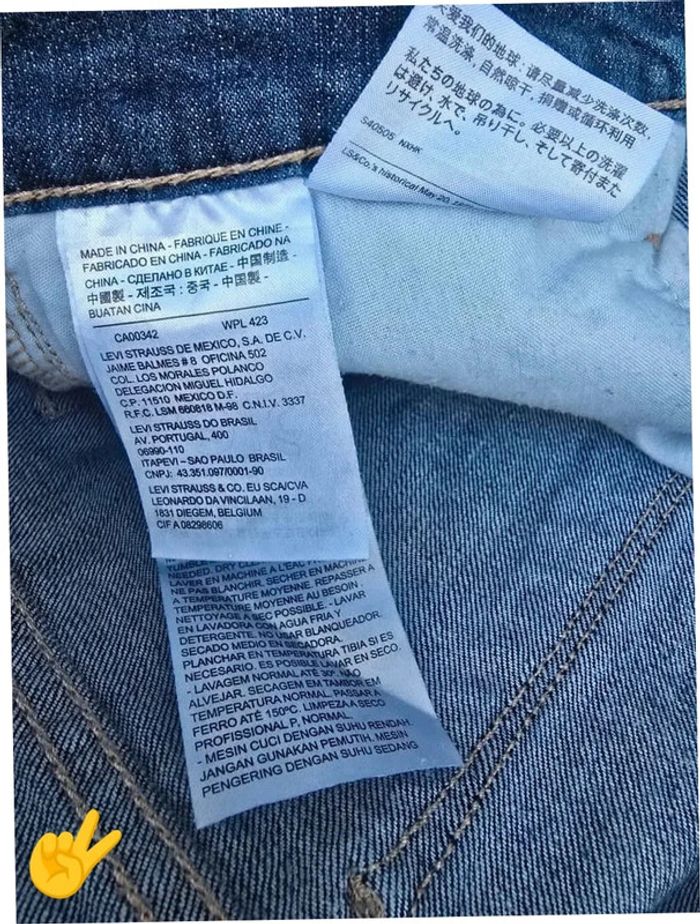 爱我们的地球: 请尽量减少洗涤次数,
常温洗涤, 自然晾干, 捐赠或循环利用
私たちの地球の為に。必要以上の洗濯
は避け、水で、吊り干し、そして寄付また
リサイクルへ。
S40505 NXHK
LS&Co.'s historical May 20,
MADE IN CHINA - FABRIQUE EN CHINE -
FABRICADO EN CHINA - FABRICADO NA
CHINA - СДЕЛАНО В КИТАЕ - 中国制造 -
中國製 - 제조국 : 중국 - 中国製 -
BUATAN CINA
CA00342 WPL 423
LEVI STRAUSS DE MEXICO, S.A. DE C.V.
JAIME BALMES # 8 OFICINA 502
COL. LOS MORALES POLANCO
DELEGACION MIGUEL HIDALGO
C.P. 11510 MEXICO D.F.
R.F.C. LSM 660818 M-98 C.N.I.V. 3337
LEVI STRAUSS DO BRASIL
AV. PORTUGAL, 400
06990-110
ITAPEVI - SAO PAULO BRASIL
CNPJ: 43.351.097/0001-90
LEVI STRAUSS & CO. EU SCA/CVA
LEONARDO DA VINCILAAN, 19 - D
1831 DIEGEM, BELGIUM
CIF A 08298606
TUMBLE
NEEDED. DRY
LAVER EN MACHINE A L'EAU
NE PAS BLANCHIR. SECHER EN MACHINE
A TEMPERATURE MOYENNE. REPASSER A
TEMPERATURE MOYENNE AU BESOIN.
NETTOYAGE A SEC POSSIBLE. - LAVAR
EN LAVADORA CON AGUA FRIA Y
DETERGENTE. NO USAR BLANQUEADOR.
SECADO MEDIO EN SECADORA.
PLANCHAR EN TEMPERATURA TIBIA SI ES
NECESARIO. ES POSIBLE LAVAR EN SECO.
- LAVAGEM NORMAL ATÉ 30º. NÃO
ALVEJAR. SECAGEM EM TAMBOR EM
TEMPERATURA NORMAL. PASSAR A
FERRO ATÉ 150ºC. LIMPEZA A SECO
PROFISSIONAL P, NORMAL.
- MESIN CUCI DENGAN SUHU RENDAH.
JANGAN GUNAKAN PEMUTIH. MESIN
PENGERING DENGAN SUHU SEDANG